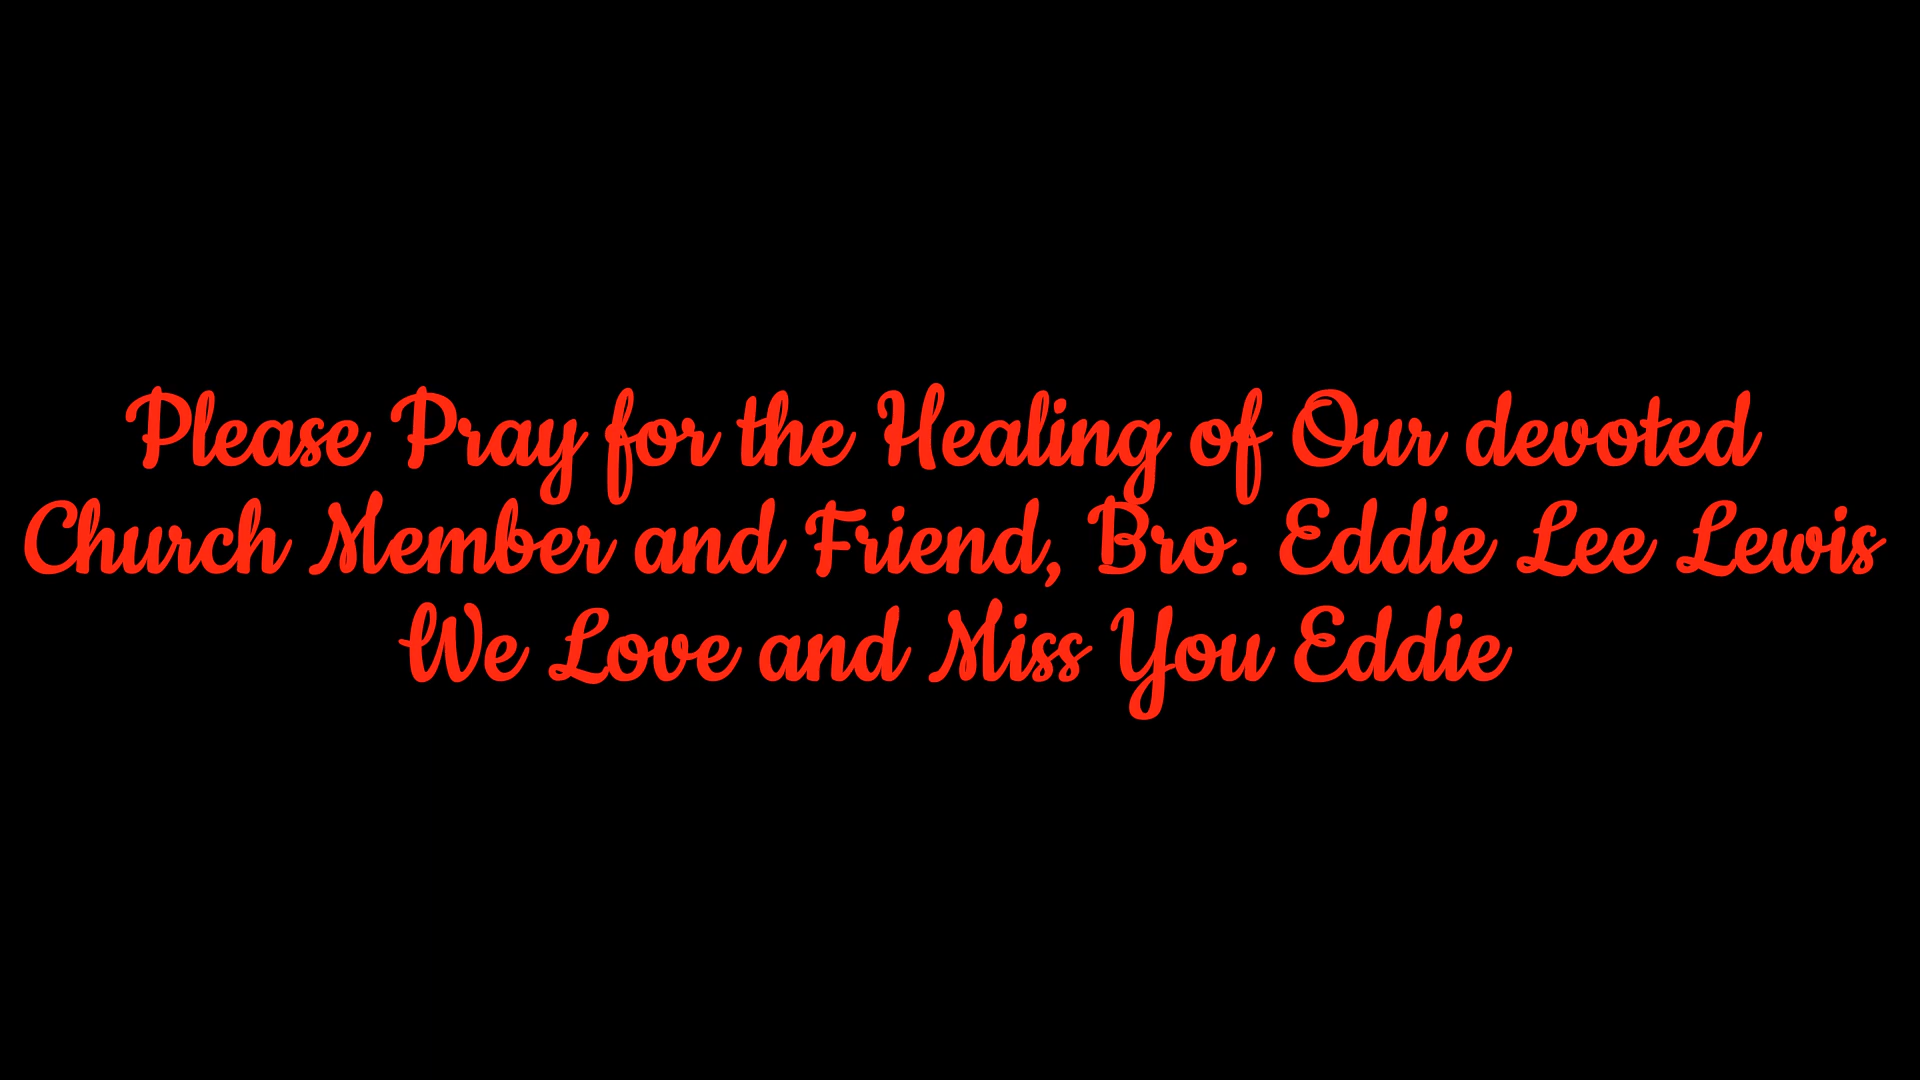 Please Pray for the Healing of Our devoted
Church Member and Friend, Bro. Eddie Lee Lewis
We Love and Miss You Eddie